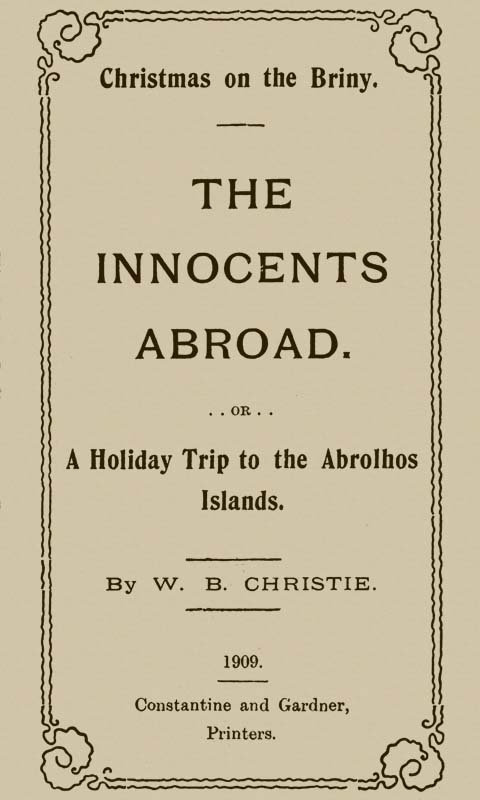 Christmas on the Briny.
THE
INNOCENTS
ABROAD.
. . OR . .
A Holiday Trip to the Abrolhos
Islands.
By W. B. CHRISTIE.
1909.
Constantine and Gardner,
Printers.